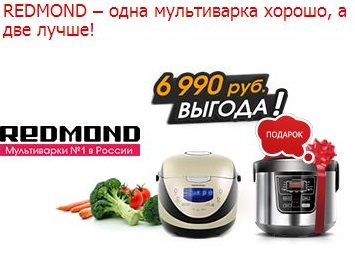 REDMOND – одна мультиварка хорошо, а
две лучше!
6 990 руб.
ВЫГОДА!
ПОДАРОК
REDMOND
Мультиварки №1 в России